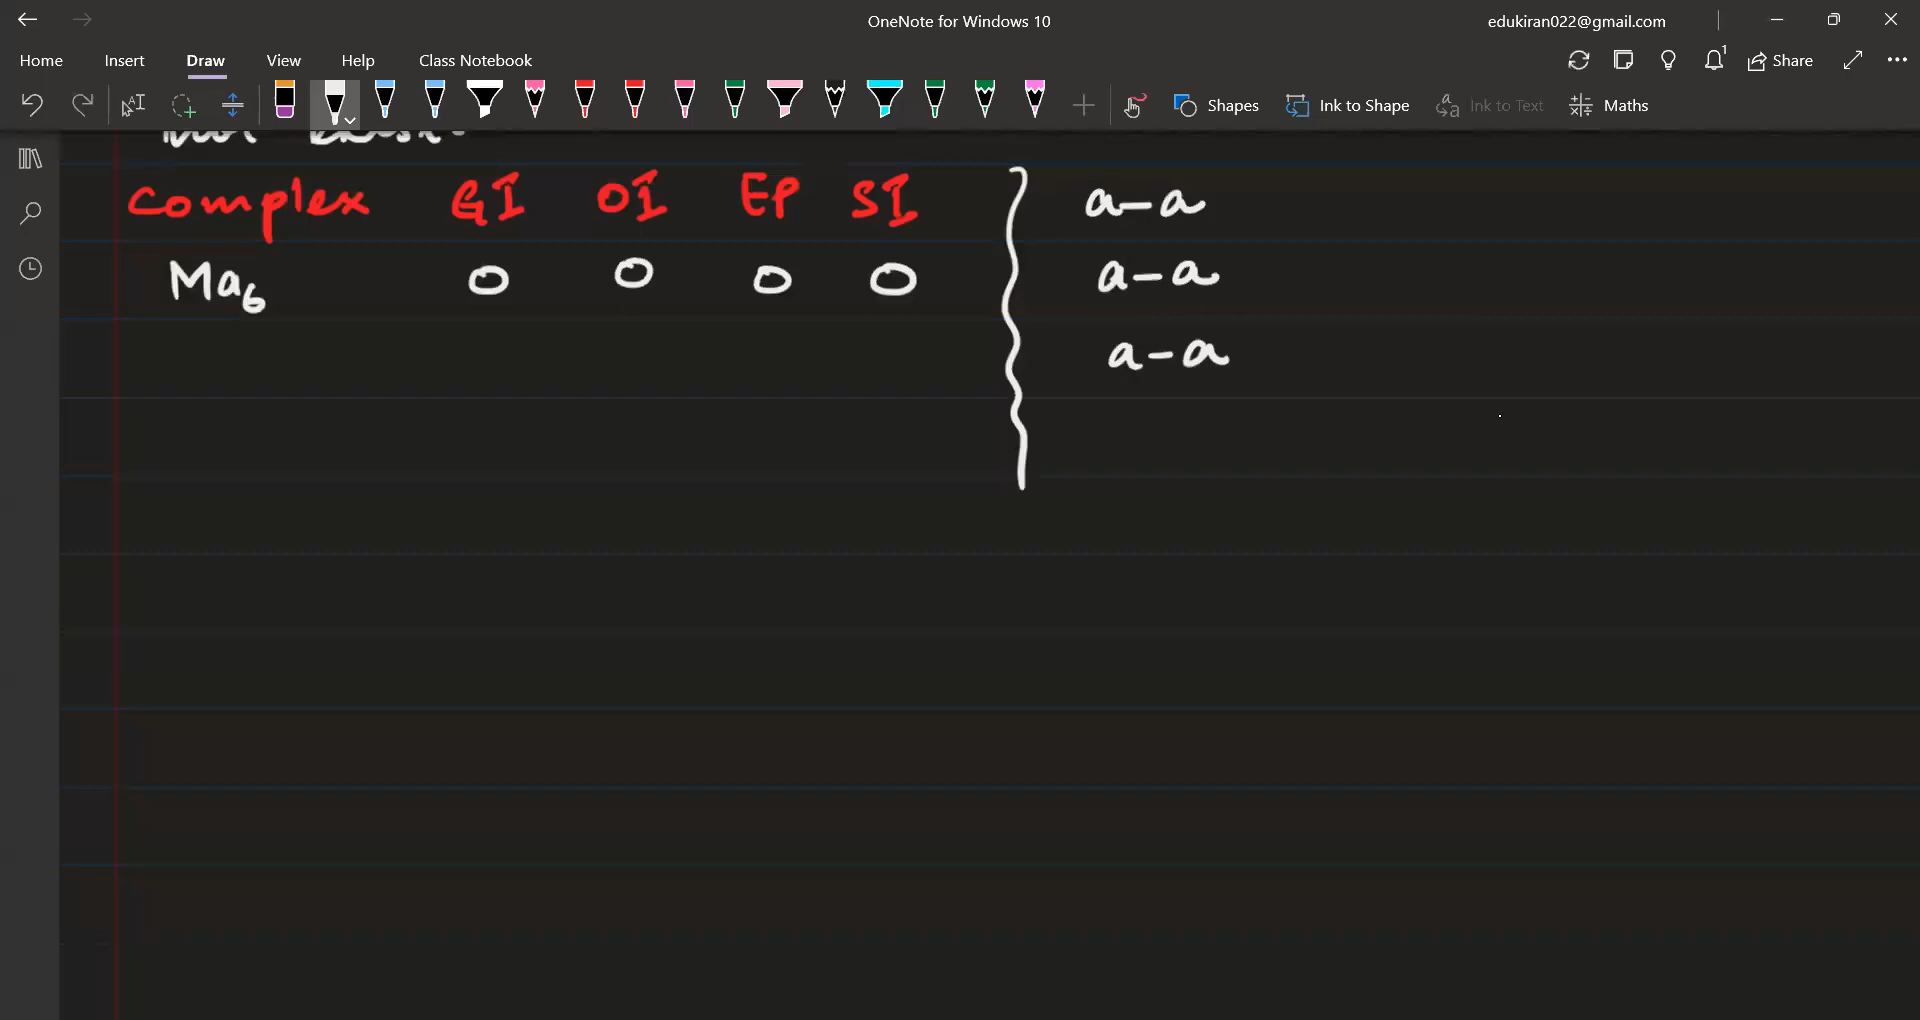 OneNote for Windows 10
edukiran022@gmail.com
Home Insert Draw View Help Class Notebook
1 Share
Shapes Ink to Shape Ink to Text Maths
Complex GI OI EP SI a-a
Ma6 0 0 0 0 a-a
a-a